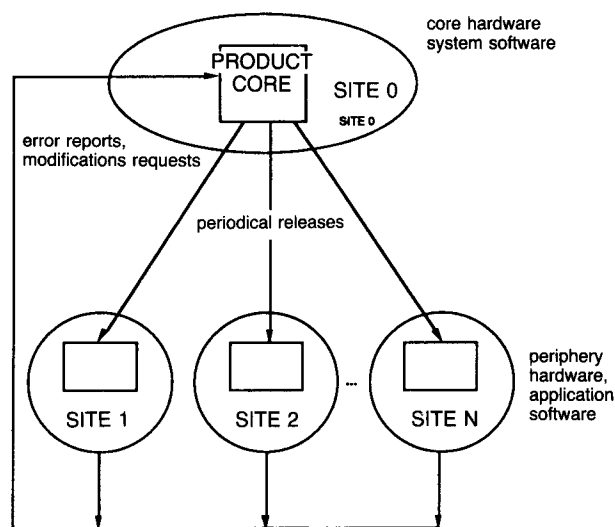 core hardware
system software
PRODUCT
CORE
SITE 0
SITE 0
error reports,
modifications requests
periodical releases
SITE 1
SITE 2
...
SITE N
periphery
hardware,
application
software